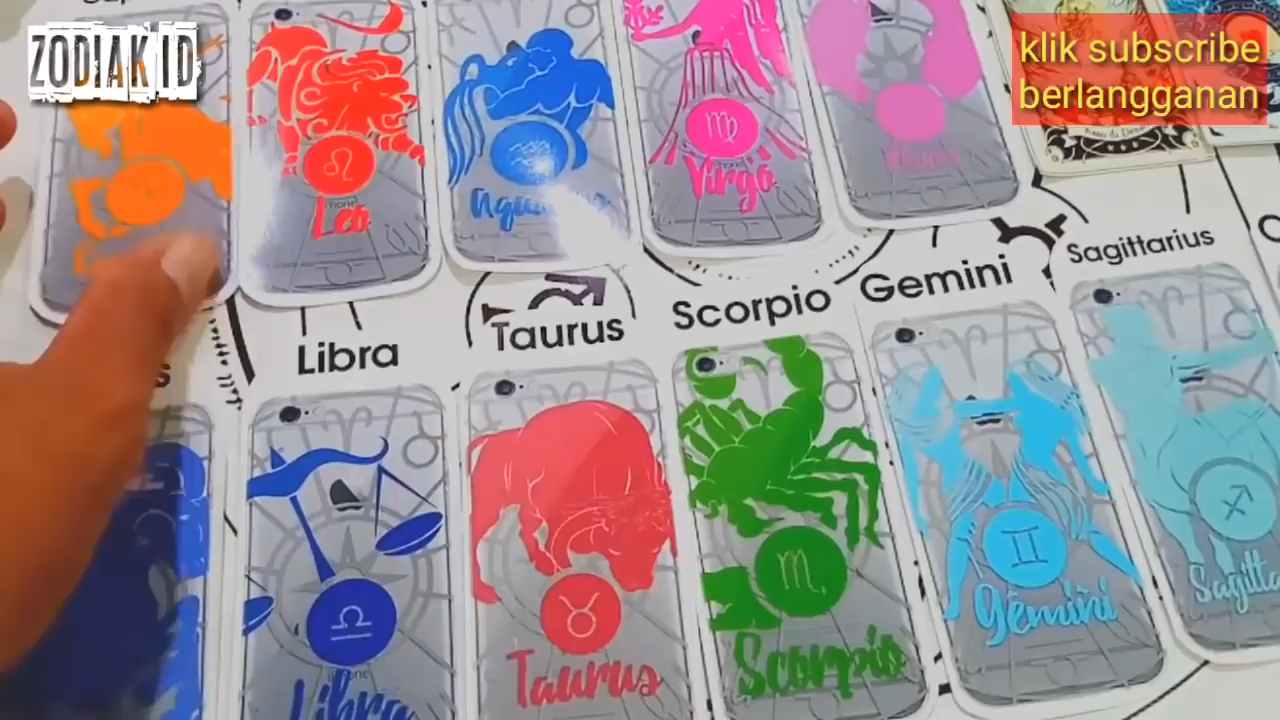 ZODIAK ID
klik subscribe
berlangganan
Leo
Virgo
Libra
Taurus
Scorpio
Gemini
Sagittarius
Libra
Taurus
Scorpio
Gemini